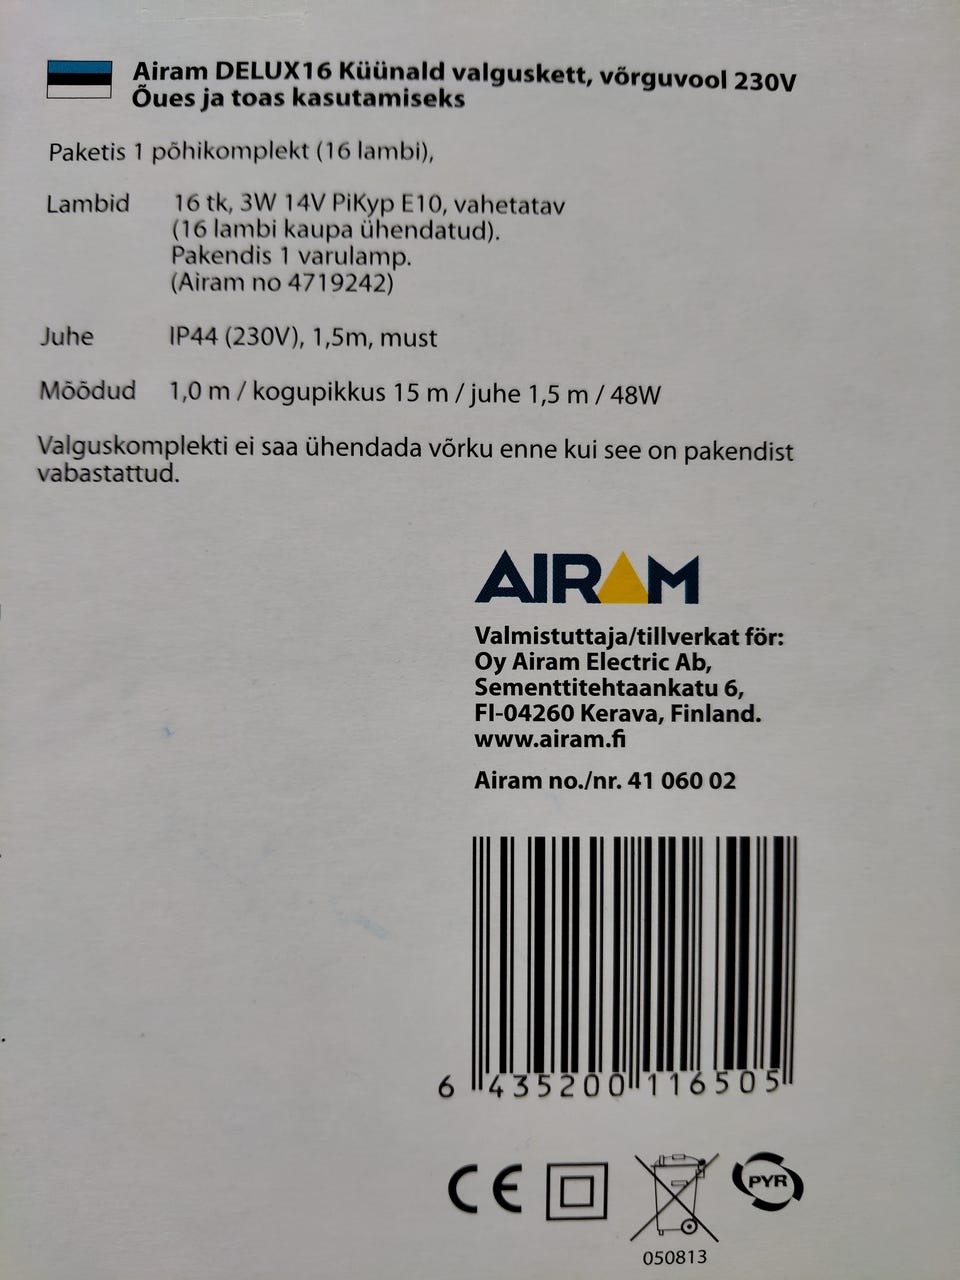 Airam DELUX16 Küünald valguskett, võrguvool 230V
Õues ja toas kasutamiseks
Paketis 1 põhikomplekt (16 lambi),
Lambid 16 tk, 3W 14V PiKyp E10, vahetatav
(16 lambi kaupa ühendatud).
Pakendis 1 varulamp.
(Airam no 4719242)
Juhe IP44 (230V), 1,5m, must
Mõõdud 1,0 m / kogupikkus 15 m / juhe 1,5 m / 48W
Valguskomplekti ei saa ühendada võrku enne kui see on pakendist
vabastattud.
AIRAM
Valmistuttaja/tillverkat för:
Oy Airam Electric Ab,
Sementtitehtaankatu 6,
FI-04260 Kerava, Finland.
www.airam.fi
Airam no./nr. 41 060 02
6 435200 116505
CE PYR
050813